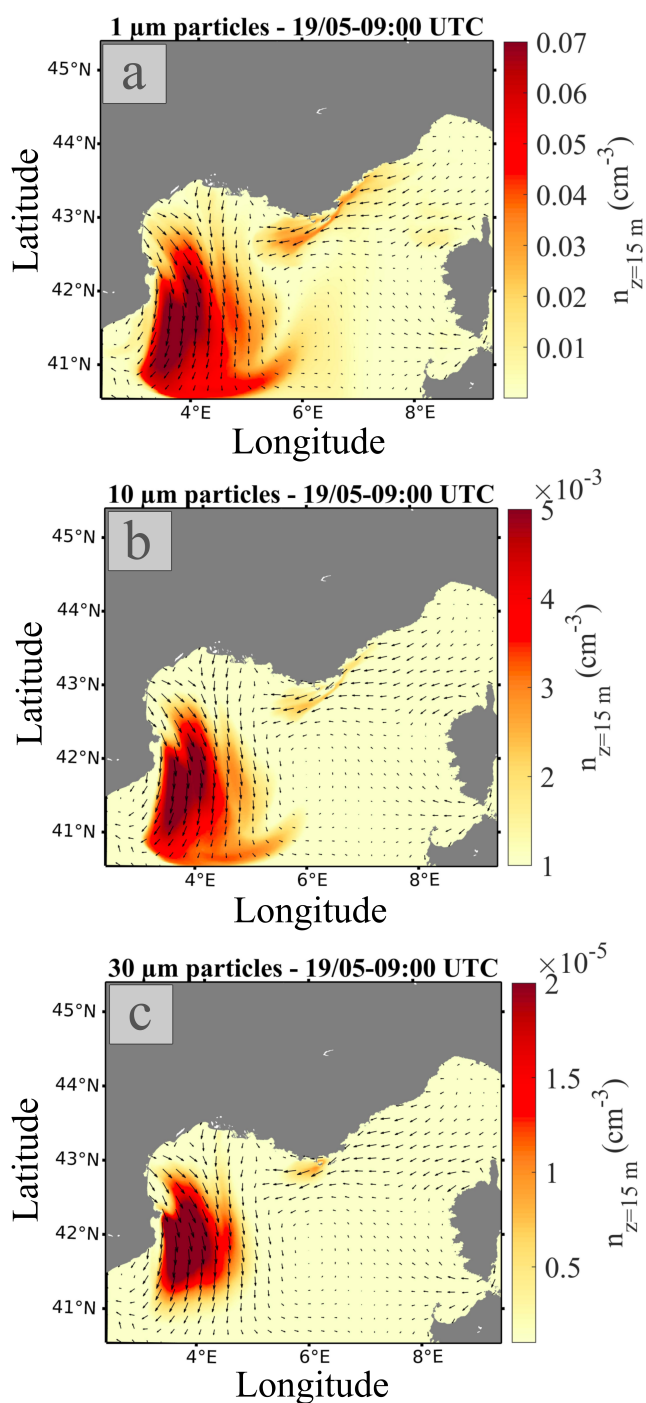 1 µm particles - 19/05-09:00 UTC
a
45°N
44°N
43°N
42°N
41°N
Latitude
4°E 6°E 8°E
Longitude
0.07
0.06
0.05
0.04
0.03
0.02
0.01
n_z=15 m (cm^-3)
10 µm particles - 19/05-09:00 UTC
b
45°N
44°N
43°N
42°N
41°N
Latitude
4°E 6°E 8°E
Longitude
×10^-3
5
4
3
2
1
n_z=15 m (cm^-3)
30 µm particles - 19/05-09:00 UTC
c
45°N
44°N
43°N
42°N
41°N
Latitude
4°E 6°E 8°E
Longitude
×10^-5
2
1.5
1
0.5
n_z=15 m (cm^-3)